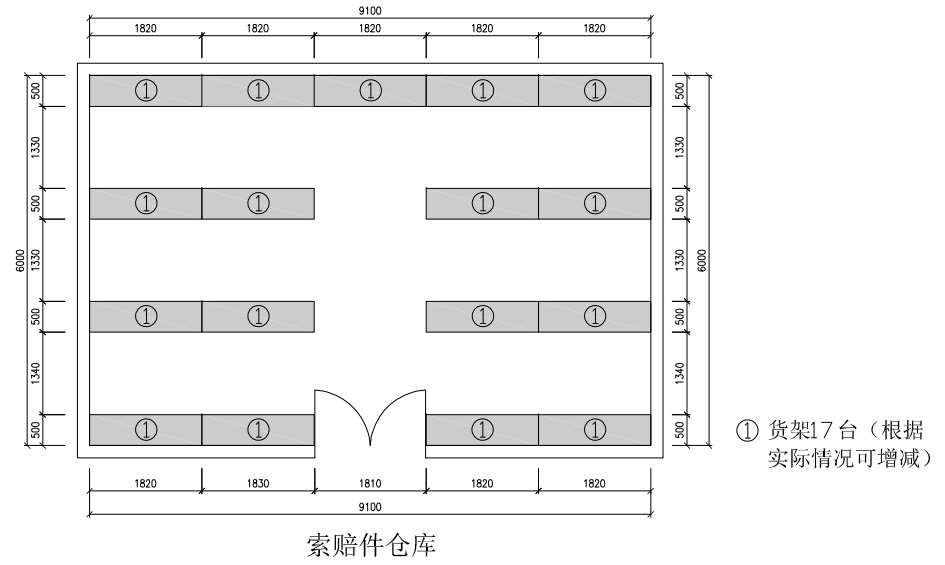 9100
1820 1820 1820 1820 1820
500 ① ① ① ① ① 500
1330 1330
500 ① ① ① ① 500
6000 1330 1330 6000
500 ① ① ① ① 500
1340 1340
500 ① ① ① ① 500
① 货架17台（根据
实际情况可增减）
1820 1830 1810 1820 1820
9100
索赔件仓库